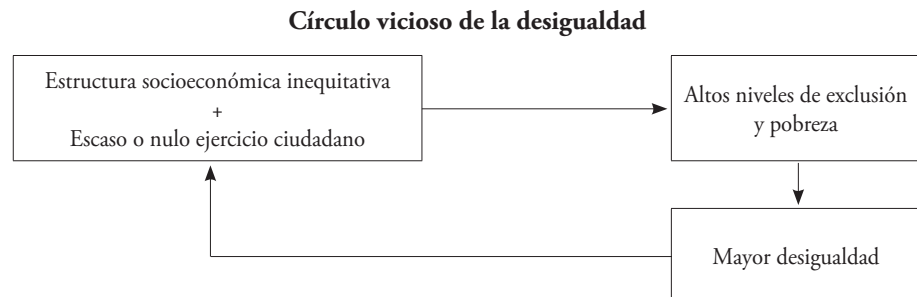 Círculo vicioso de la desigualdad
Estructura socioeconómica inequitativa
+
Escaso o nulo ejercicio ciudadano
Altos niveles de exclusión
y pobreza
Mayor desigualdad